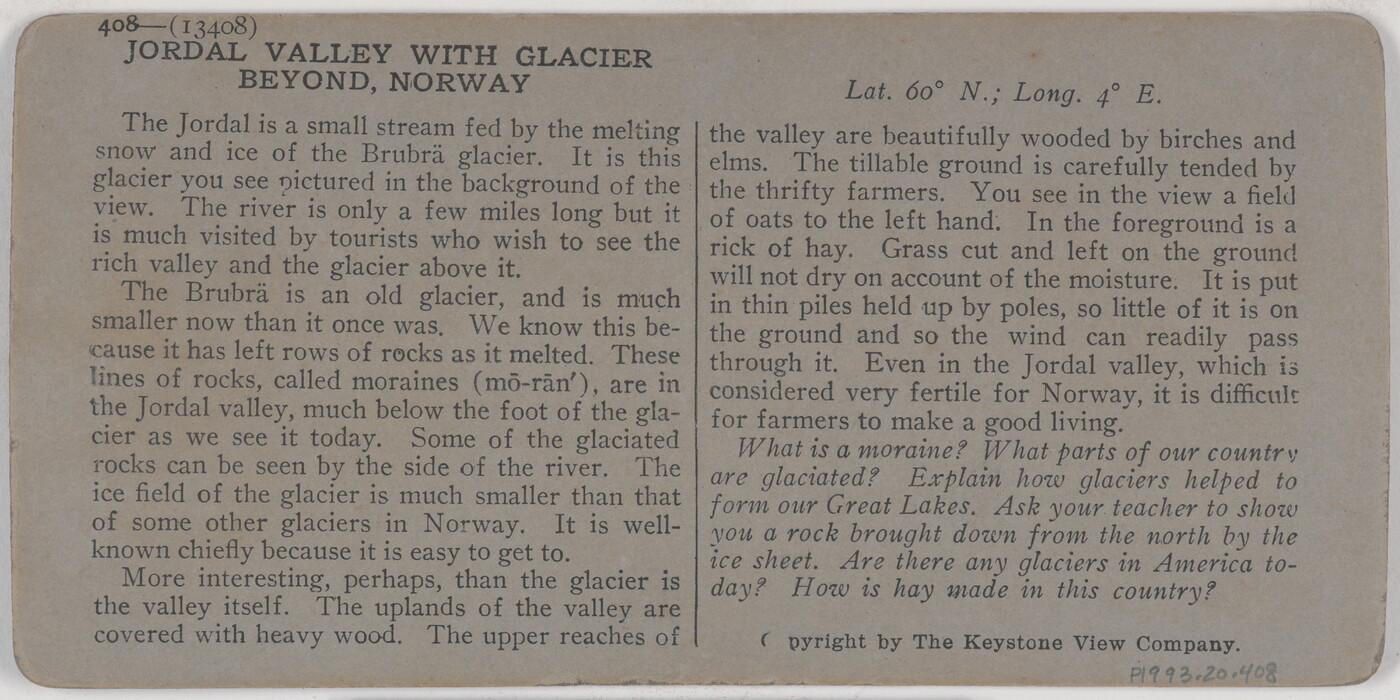 408—(13408)
JORDAL VALLEY WITH GLACIER
BEYOND, NORWAY
Lat. 60° N.; Long. 4° E.
The Jordal is a small stream fed by the melting
snow and ice of the Brubrä glacier. It is this
glacier you see pictured in the background of the
view. The river is only a few miles long but it
is much visited by tourists who wish to see the
rich valley and the glacier above it.
The Brubrä is an old glacier, and is much
smaller now than it once was. We know this be-
cause it has left rows of rocks as it melted. These
lines of rocks, called moraines (mō-rān′), are in
the Jordal valley, much below the foot of the gla-
cier as we see it today. Some of the glaciated
rocks can be seen by the side of the river. The
ice field of the glacier is much smaller than that
of some other glaciers in Norway. It is well-
known chiefly because it is easy to get to.
More interesting, perhaps, than the glacier is
the valley itself. The uplands of the valley are
covered with heavy wood. The upper reaches of
the valley are beautifully wooded by birches and
elms. The tillable ground is carefully tended by
the thrifty farmers. You see in the view a field
of oats to the left hand. In the foreground is a
rick of hay. Grass cut and left on the ground
will not dry on account of the moisture. It is put
in thin piles held up by poles, so little of it is on
the ground and so the wind can readily pass
through it. Even in the Jordal valley, which is
considered very fertile for Norway, it is difficult
for farmers to make a good living.
What is a moraine? What parts of our country
are glaciated? Explain how glaciers helped to
form our Great Lakes. Ask your teacher to show
you a rock brought down from the north by the
ice sheet. Are there any glaciers in America to-
day? How is hay made in this country?
( pyright by The Keystone View Company.
P1993.20.408